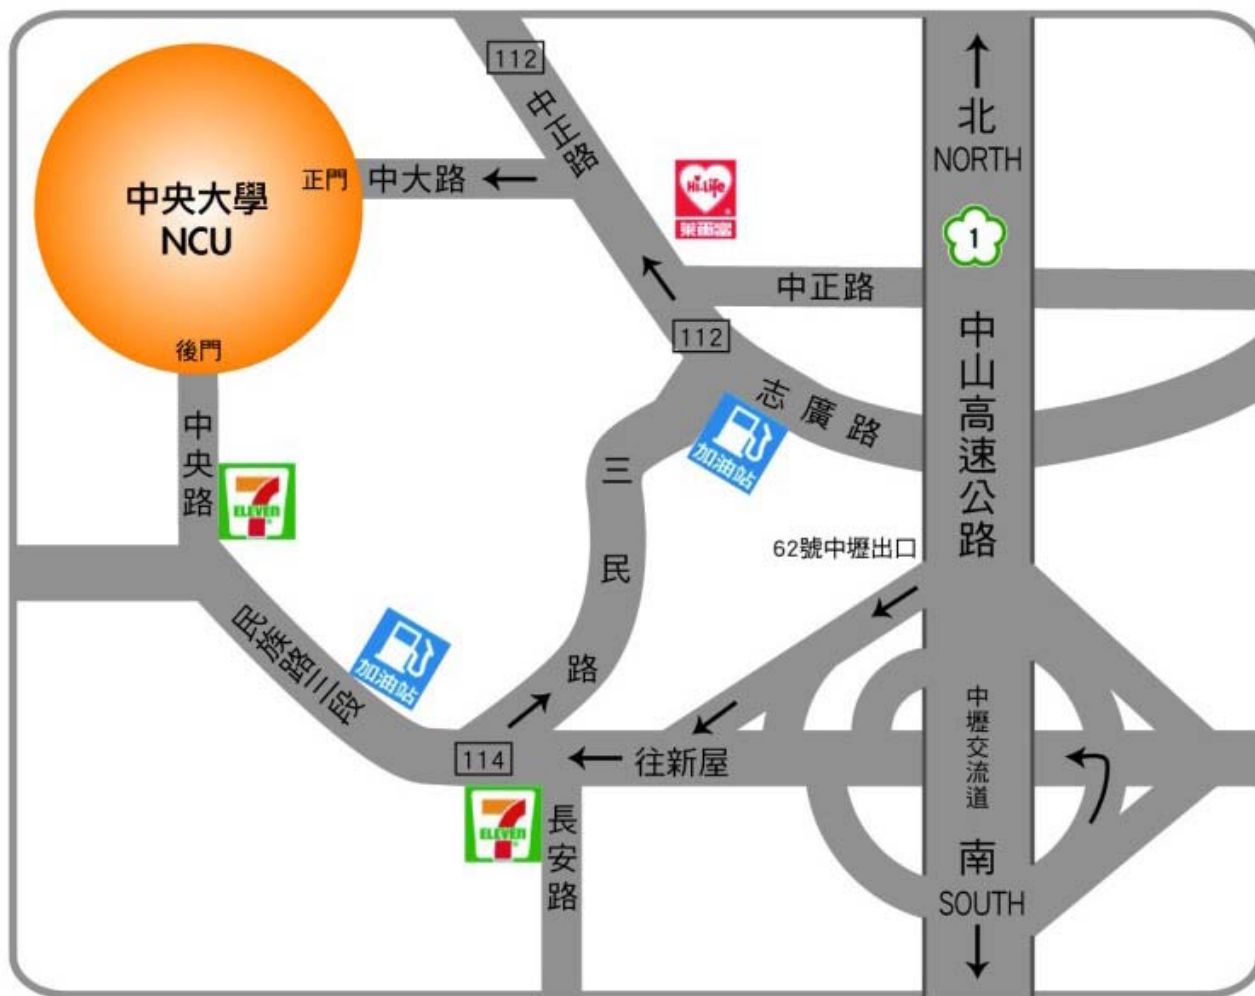 112
中正路
中大路
正門
中央大學
NCU
後門
Hi-Life
萊爾富
北
NORTH
1
中山高速公路
中正路
112
志廣路
加油站
三民路
中央路
7
ELEVEN
62號中壢出口
民族路三段
加油站
114
往新屋
中壢交流道
7
ELEVEN
長安路
南
SOUTH